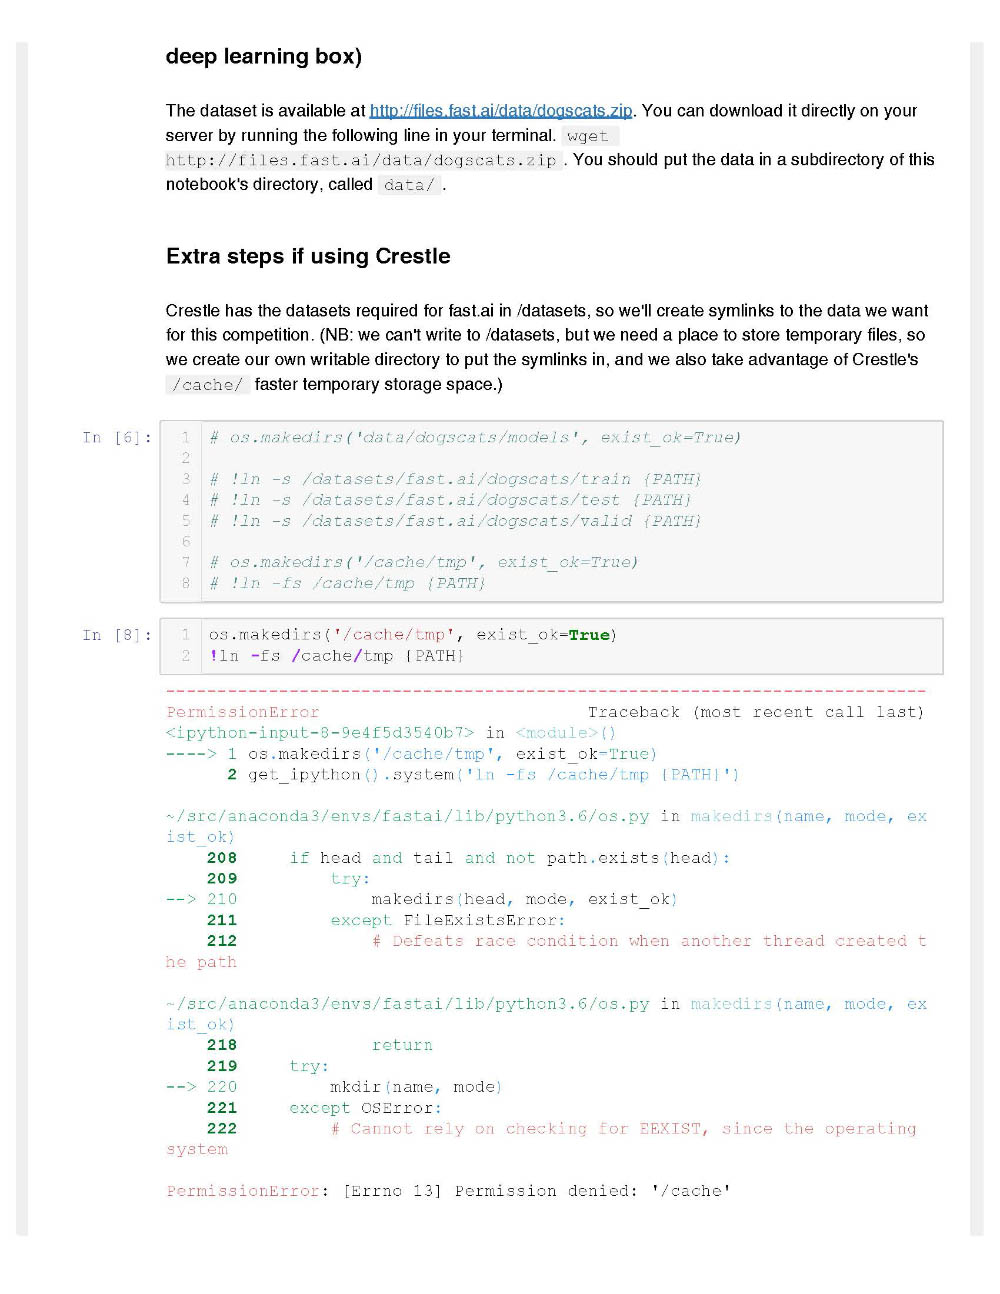 deep learning box)
The dataset is available at http://files.fast.ai/data/dogscats.zip. You can download it directly on your
server by running the following line in your terminal. wget
http://files.fast.ai/data/dogscats.zip . You should put the data in a subdirectory of this
notebook's directory, called data/ .
Extra steps if using Crestle
Crestle has the datasets required for fast.ai in /datasets, so we'll create symlinks to the data we want
for this competition. (NB: we can't write to /datasets, but we need a place to store temporary files, so
we create our own writable directory to put the symlinks in, and we also take advantage of Crestle's
/cache/ faster temporary storage space.)
In [6]: 1 # os.makedirs('data/dogscats/models', exist_ok=True)
2
3 # !ln -s /datasets/fast.ai/dogscats/train {PATH}
4 # !ln -s /datasets/fast.ai/dogscats/test {PATH}
5 # !ln -s /datasets/fast.ai/dogscats/valid {PATH}
6
7 # os.makedirs('/cache/tmp', exist_ok=True)
8 # !ln -fs /cache/tmp {PATH}
In [8]: 1 os.makedirs('/cache/tmp', exist_ok=True)
2 !ln -fs /cache/tmp {PATH}
---------------------------------------------------------------------------
PermissionError Traceback (most recent call last)
<ipython-input-8-9e4f5d3540b7> in <module>()
----> 1 os.makedirs('/cache/tmp', exist_ok=True)
2 get_ipython().system('ln -fs /cache/tmp {PATH}')
~/src/anaconda3/envs/fastai/lib/python3.6/os.py in makedirs(name, mode, ex
ist_ok)
208 if head and tail and not path.exists(head):
209 try:
--> 210 makedirs(head, mode, exist_ok)
211 except FileExistsError:
212 # Defeats race condition when another thread created t
he path
~/src/anaconda3/envs/fastai/lib/python3.6/os.py in makedirs(name, mode, ex
ist_ok)
218 return
219 try:
--> 220 mkdir(name, mode)
221 except OSError:
222 # Cannot rely on checking for EEXIST, since the operating
system
PermissionError: [Errno 13] Permission denied: '/cache'